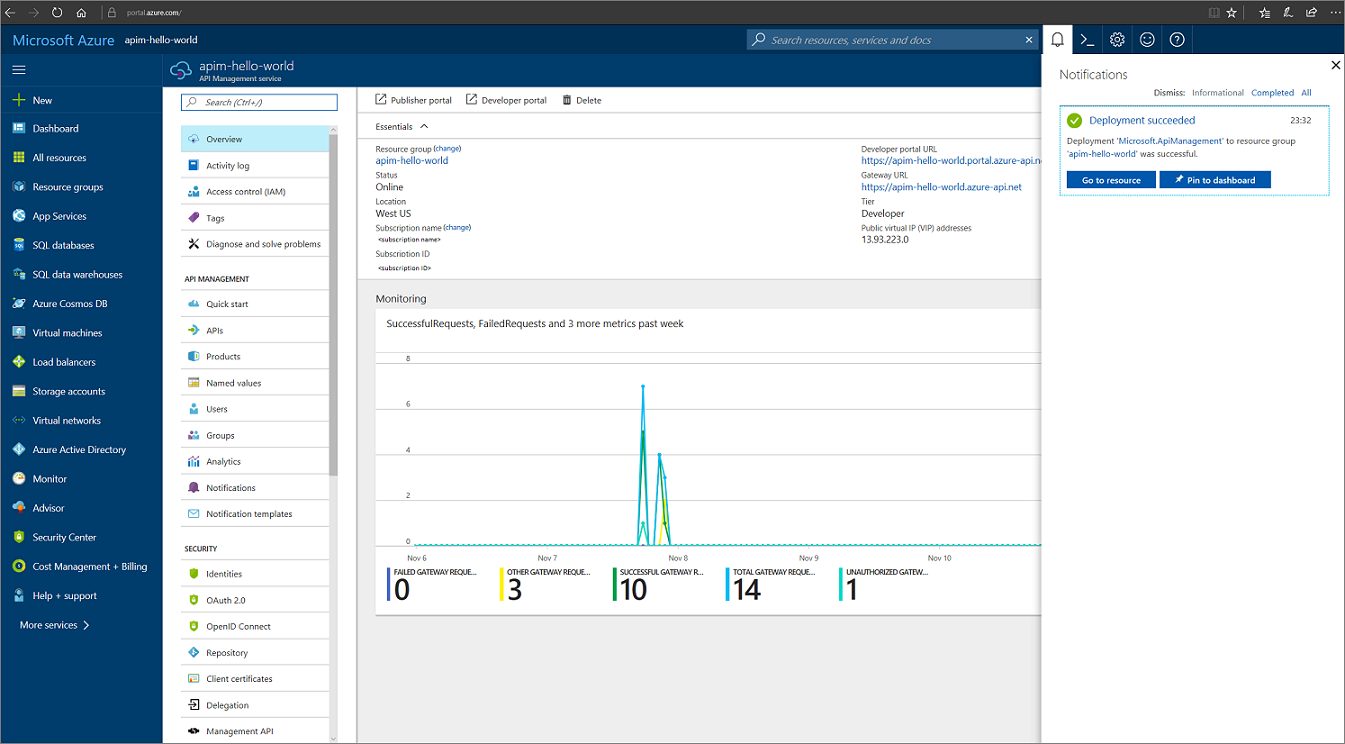 portal.azure.com/
Microsoft Azure apim-hello-world
Search resources, services and docs
New
Dashboard
All resources
Resource groups
App Services
SQL databases
SQL data warehouses
Azure Cosmos DB
Virtual machines
Load balancers
Storage accounts
Virtual networks
Azure Active Directory
Monitor
Advisor
Security Center
Cost Management + Billing
Help + support
More services
apim-hello-world
API Management service
Search (Ctrl+/)
Overview
Activity log
Access control (IAM)
Tags
Diagnose and solve problems
API MANAGEMENT
Quick start
APIs
Products
Named values
Users
Groups
Analytics
Notifications
Notification templates
SECURITY
Identities
OAuth 2.0
OpenID Connect
Repository
Client certificates
Delegation
Management API
Publisher portal Developer portal Delete
Essentials
Resource group (change)
apim-hello-world
Status
Online
Location
West US
Subscription name (change)
<subscription name>
Subscription ID
<subscription ID>
Developer portal URL
https://apim-hello-world.portal.azure-api.n
Gateway URL
https://apim-hello-world.azure-api.net
Tier
Developer
Public virtual IP (VIP) addresses
13.93.223.0
Monitoring
SuccessfulRequests, FailedRequests and 3 more metrics past week
8
6
4
2
0
Nov 6 Nov 7 Nov 8 Nov 9 Nov 10
FAILED GATEWAY REQUE... OTHER GATEWAY REQUE... SUCCESSFUL GATEWAY R... TOTAL GATEWAY REQUE... UNAUTHORIZED GATEW...
0 3 10 14 1
Notifications
Dismiss: Informational Completed All
Deployment succeeded 23:32
Deployment 'Microsoft.ApiManagement' to resource group
'apim-hello-world' was successful.
Go to resource Pin to dashboard